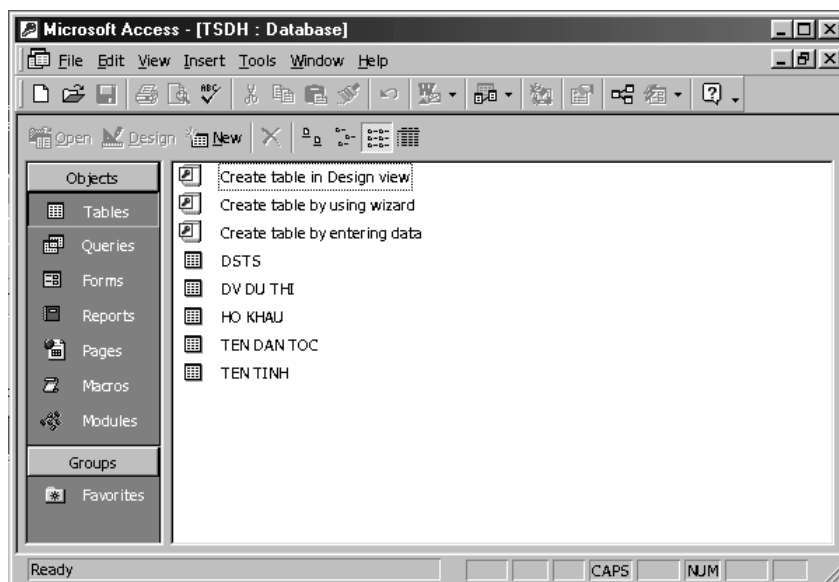 Microsoft Access - [TSDH : Database]
File Edit View Insert Tools Window Help
ABC
Open Design New
Objects
Tables
Queries
Forms
Reports
Pages
Macros
Modules
Groups
Favorites
Create table in Design view
Create table by using wizard
Create table by entering data
DSTS
DV DU THI
HO KHAU
TEN DAN TOC
TEN TINH
Ready CAPS NUM